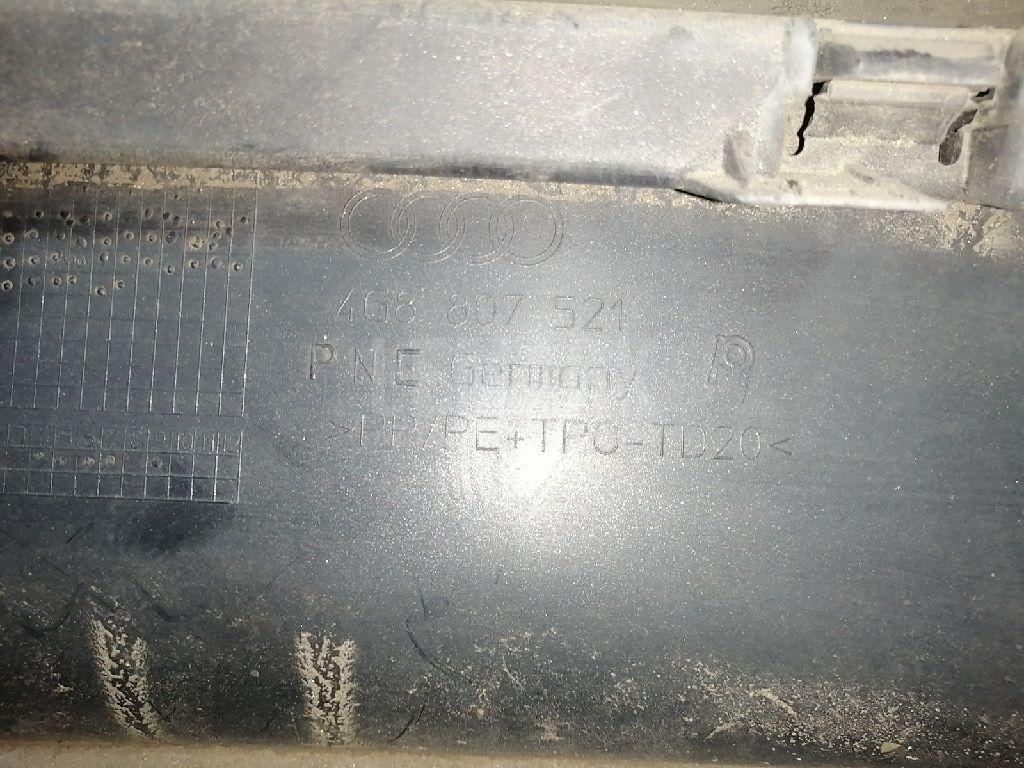 4G8 807 521
PNE Germany
>PP/PE+TPO-TD20<